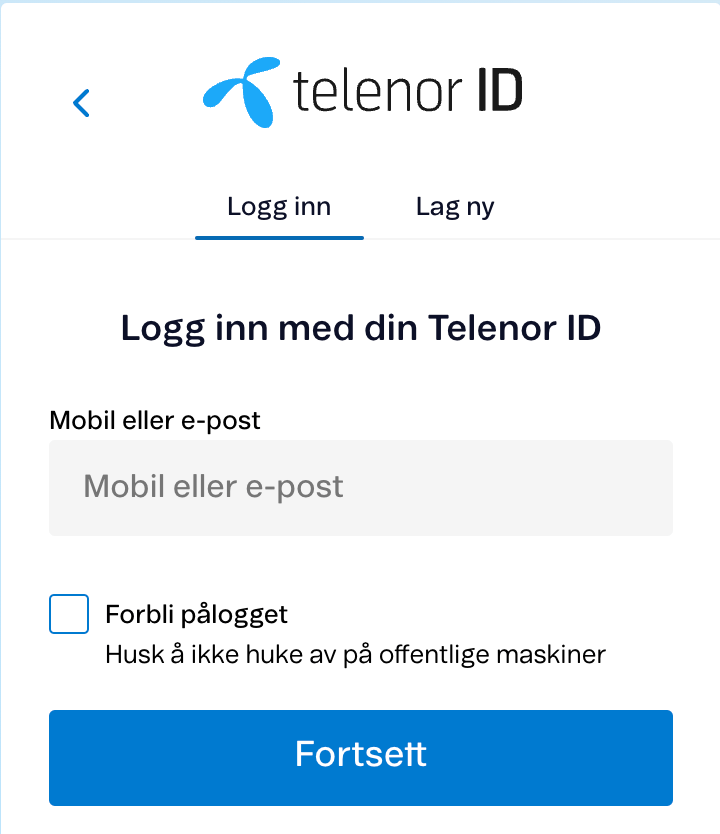 telenor ID
Logg inn
Lag ny
Logg inn med din Telenor ID
Mobil eller e-post
Mobil eller e-post
Forbli pålogget
Husk å ikke huke av på offentlige maskiner
Fortsett